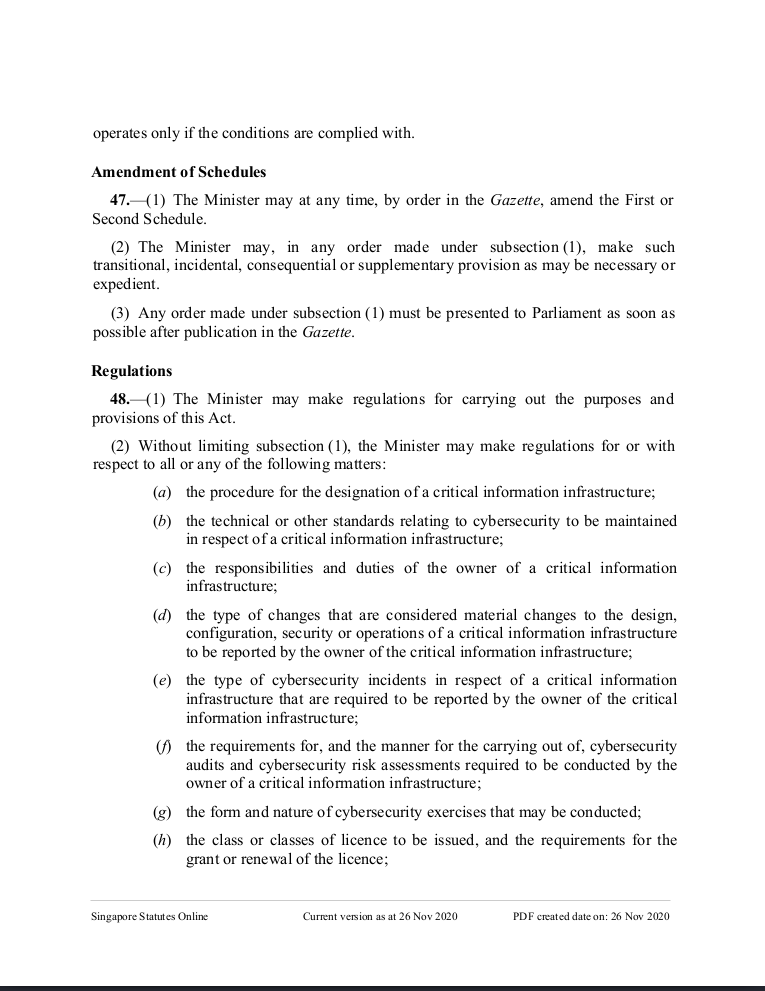 operates only if the conditions are complied with.
Amendment of Schedules
47.—(1) The Minister may at any time, by order in the Gazette, amend the First or
Second Schedule.
(2) The Minister may, in any order made under subsection (1), make such
transitional, incidental, consequential or supplementary provision as may be necessary or
expedient.
(3) Any order made under subsection (1) must be presented to Parliament as soon as
possible after publication in the Gazette.
Regulations
48.—(1) The Minister may make regulations for carrying out the purposes and
provisions of this Act.
(2) Without limiting subsection (1), the Minister may make regulations for or with
respect to all or any of the following matters:
(a) the procedure for the designation of a critical information infrastructure;
(b) the technical or other standards relating to cybersecurity to be maintained
in respect of a critical information infrastructure;
(c) the responsibilities and duties of the owner of a critical information
infrastructure;
(d) the type of changes that are considered material changes to the design,
configuration, security or operations of a critical information infrastructure
to be reported by the owner of the critical information infrastructure;
(e) the type of cybersecurity incidents in respect of a critical information
infrastructure that are required to be reported by the owner of the critical
information infrastructure;
(f) the requirements for, and the manner for the carrying out of, cybersecurity
audits and cybersecurity risk assessments required to be conducted by the
owner of a critical information infrastructure;
(g) the form and nature of cybersecurity exercises that may be conducted;
(h) the class or classes of licence to be issued, and the requirements for the
grant or renewal of the licence;
Singapore Statutes Online Current version as at 26 Nov 2020 PDF created date on: 26 Nov 2020